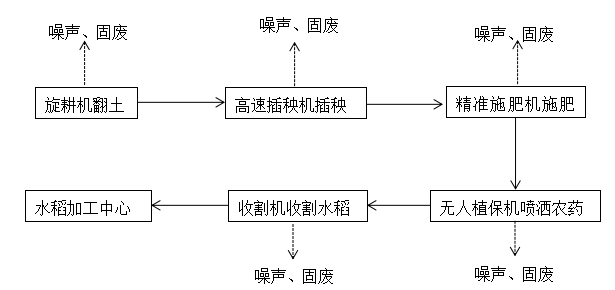 噪声、固废
噪声、固废
噪声、固废
旋耕机翻土
高速插秧机插秧
精准施肥机施肥
水稻加工中心
收割机收割水稻
无人植保机喷洒农药
噪声、固废
噪声、固废